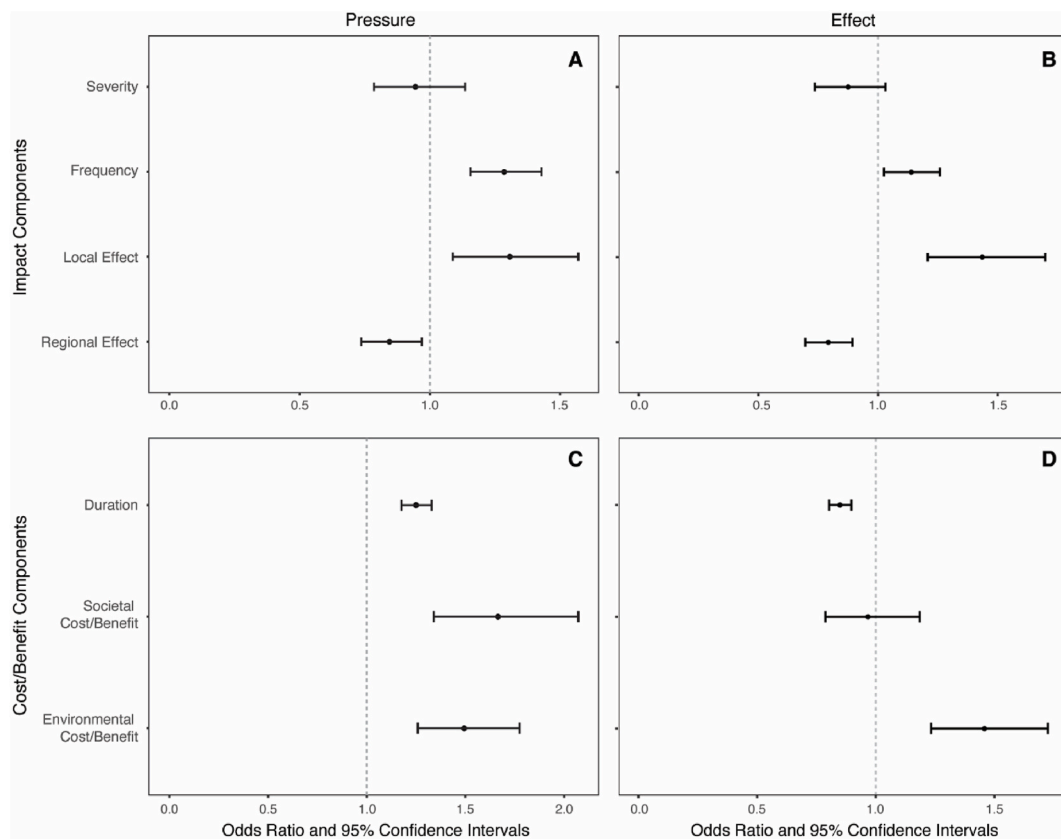 Pressure
Effect
Impact Components
A
Severity
Frequency
Local Effect
Regional Effect
0.0 0.5 1.0 1.5
B
0.0 0.5 1.0 1.5
Cost/Benefit Components
C
Duration
Societal
Cost/Benefit
Environmental
Cost/Benefit
0.0 0.5 1.0 1.5 2.0
Odds Ratio and 95% Confidence Intervals
D
0.0 0.5 1.0 1.5
Odds Ratio and 95% Confidence Intervals